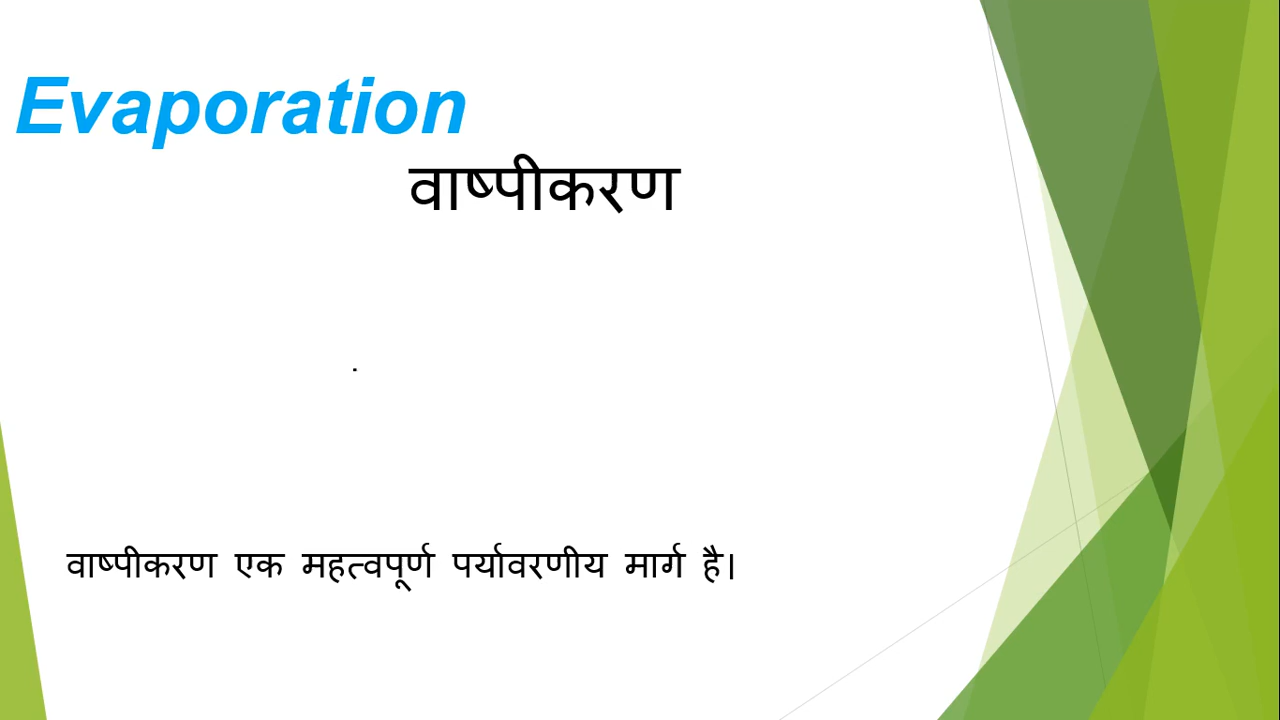 Evaporation
वाष्पीकरण
.
वाष्पीकरण एक महत्वपूर्ण पर्यावरणीय मार्ग है।